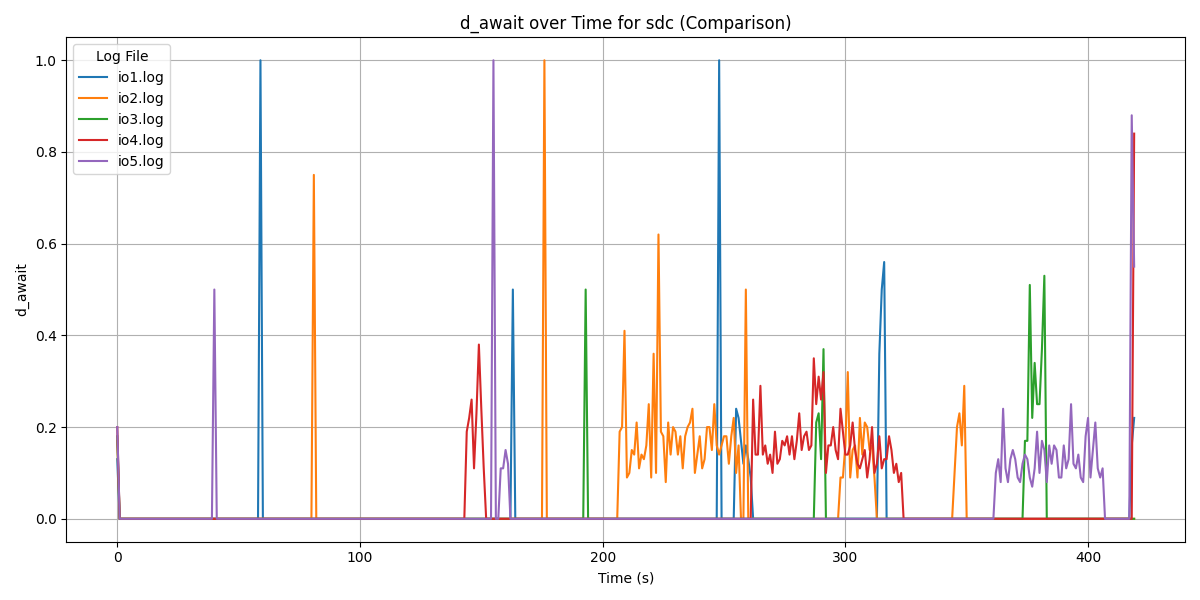 d_await over Time for sdc (Comparison)
Log File
io1.log
io2.log
io3.log
io4.log
io5.log
d_await
1.0
0.8
0.6
0.4
0.2
0.0
0
100
200
300
400
Time (s)